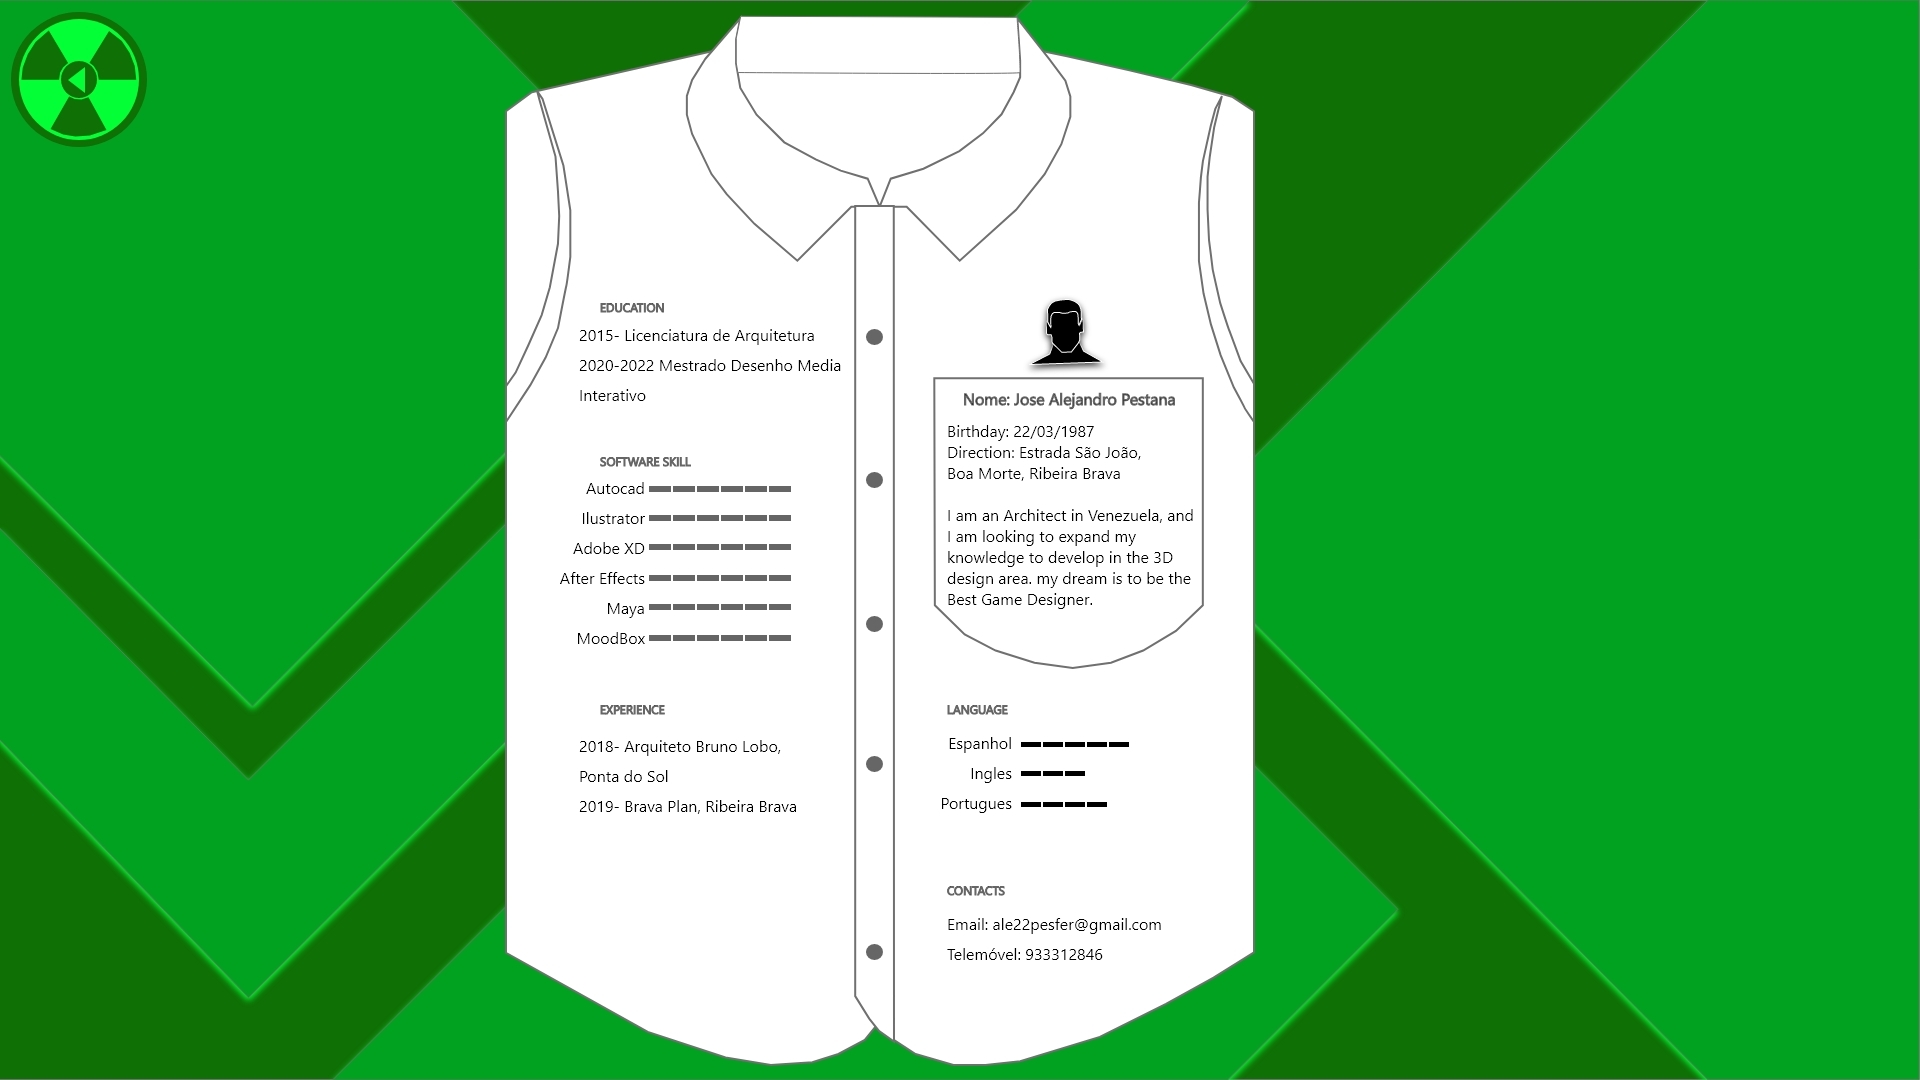 EDUCATION
2015- Licenciatura de Arquitetura
2020-2022 Mestrado Desenho Media
Interativo
SOFTWARE SKILL
Autocad
Ilustrator
Adobe XD
After Effects
Maya
MoodBox
EXPERIENCE
2018- Arquiteto Bruno Lobo,
Ponta do Sol
2019- Brava Plan, Ribeira Brava
Nome: Jose Alejandro Pestana
Birthday: 22/03/1987
Direction: Estrada São João,
Boa Morte, Ribeira Brava
I am an Architect in Venezuela, and
I am looking to expand my
knowledge to develop in the 3D
design area. my dream is to be the
Best Game Designer.
LANGUAGE
Espanhol
Ingles
Portugues
CONTACTS
Email: ale22pesfer@gmail.com
Telemóvel: 933312846